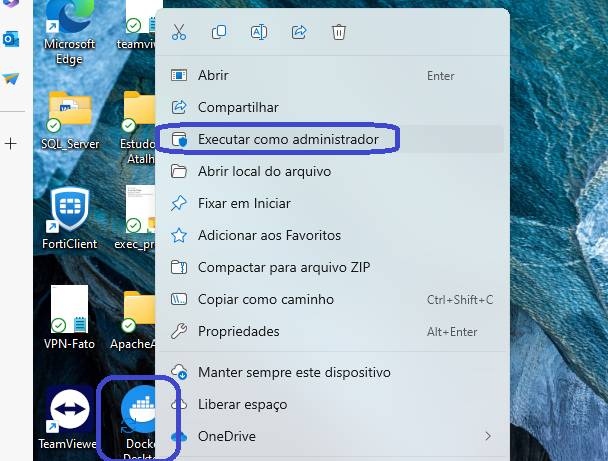 Microsoft
Edge
teamvie
SQL_Server
Estudo
Atalh
FortiClient
exec_pr
VPN-Fato
ApacheA
TeamViewe
Docke
Deskto
Abrir Enter
Compartilhar
Executar como administrador
Abrir local do arquivo
Fixar em Iniciar
Adicionar aos Favoritos
Compactar para arquivo ZIP
Copiar como caminho Ctrl+Shift+C
Propriedades Alt+Enter
Manter sempre este dispositivo
Liberar espaço
OneDrive